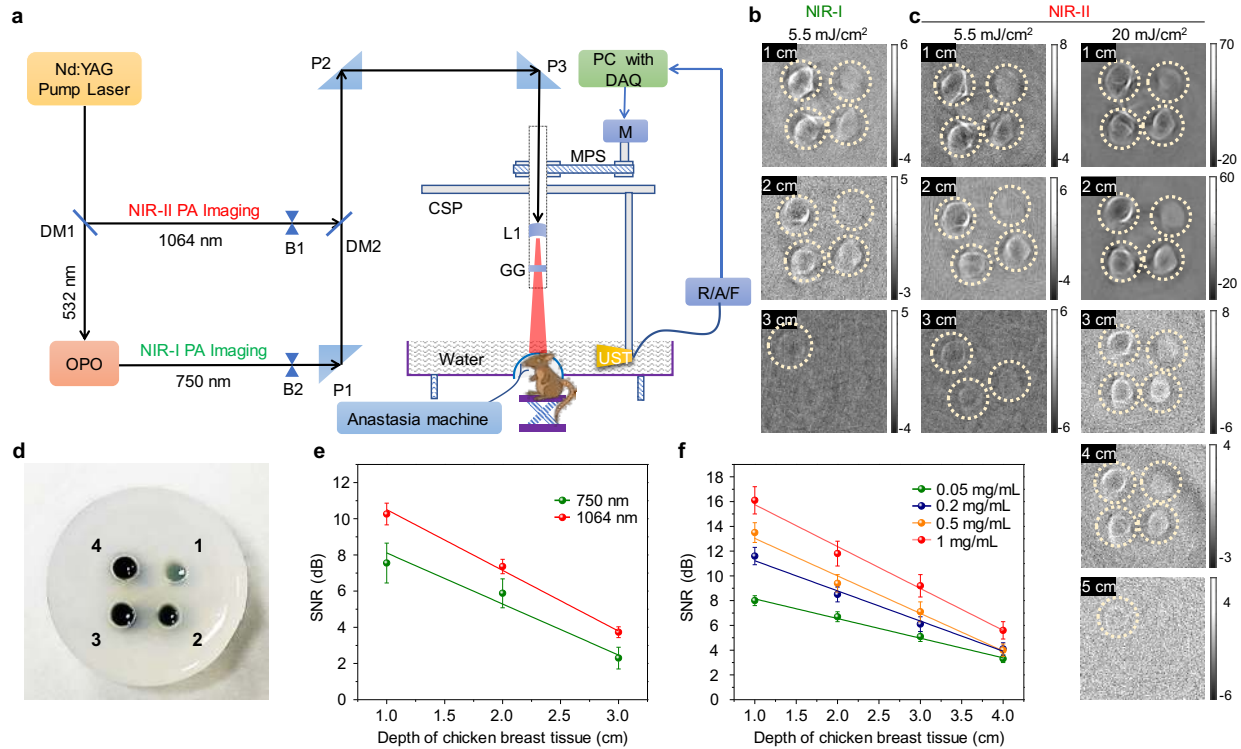 a
Nd:YAG
Pump Laser
P2
P3
PC with
DAQ
M
MPS
CSP
NIR-II PA Imaging
1064 nm
DM1
B1
DM2
L1
GG
532 nm
R/A/F
OPO
NIR-I PA Imaging
750 nm
B2
P1
Water
UST
Anastasia machine
b
NIR-I
5.5 mJ/cm²
1 cm
6
-4
2 cm
5
-3
3 cm
5
-4
c
NIR-II
5.5 mJ/cm²
20 mJ/cm²
1 cm
8
-4
70
-20
2 cm
6
-4
60
-20
3 cm
6
-6
8
-6
4 cm
4
-3
5 cm
4
-6
d
4
1
3
2
e
SNR (dB)
12
10
8
6
4
2
0
750 nm
1064 nm
1.0
1.5
2.0
2.5
3.0
Depth of chicken breast tissue (cm)
f
SNR (dB)
18
16
14
12
10
8
6
4
2
0
0.05 mg/mL
0.2 mg/mL
0.5 mg/mL
1 mg/mL
1.0
1.5
2.0
2.5
3.0
3.5
4.0
Depth of chicken breast tissue (cm)